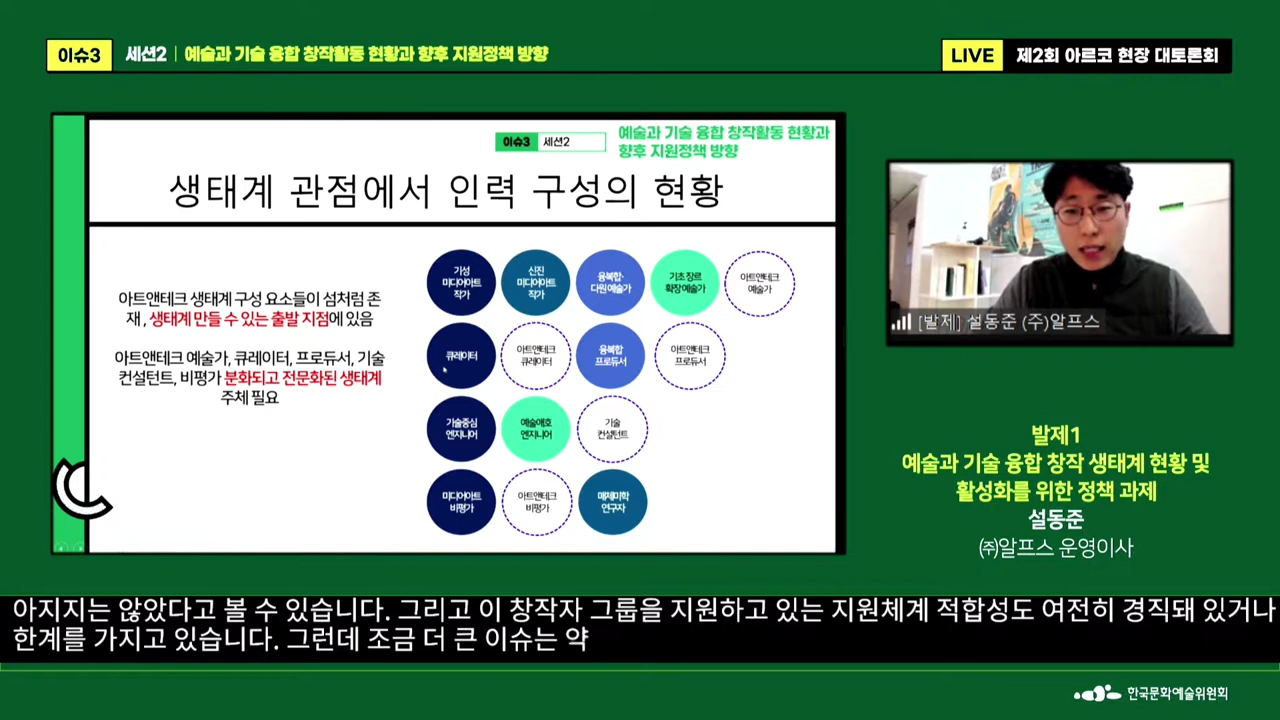 이슈3
세션2 | 예술과 기술 융합 창작활동 현황과 향후 지원정책 방향
LIVE
제2회 아르코 현장 대토론회
이슈3
세션2
예술과 기술 융합 창작활동 현황과
향후 지원정책 방향
생태계 관점에서 인력 구성의 현황
아트앤테크 생태계 구성 요소들이 섬처럼 존
재 , 생태계 만들 수 있는 출발 지점에 있음
아트앤테크 예술가, 큐레이터, 프로듀서, 기술
컨설턴트, 비평가 분화되고 전문화된 생태계
주체 필요
기성
미디어아트
작가
신진
미디어아트
작가
융복합·
다원 예술가
기초 장르
확장 예술가
아트앤테크
예술가
큐레이터
아트앤테크
큐레이터
융복합
프로듀서
아트앤테크
프로듀서
기술중심
엔지니어
예술애호
엔지니어
기술
컨설턴트
미디어아트
비평가
아트앤테크
비평가
매체미학
연구자
[발제] 설동준 (주)알프스
발제1
예술과 기술 융합 창작 생태계 현황 및
활성화를 위한 정책 과제
설동준
㈜알프스 운영이사
아지지는 않았다고 볼 수 있습니다. 그리고 이 창작자 그룹을 지원하고 있는 지원체계 적합성도 여전히 경직돼 있거나
한계를 가지고 있습니다. 그런데 조금 더 큰 이슈는 약
한국문화예술위원회